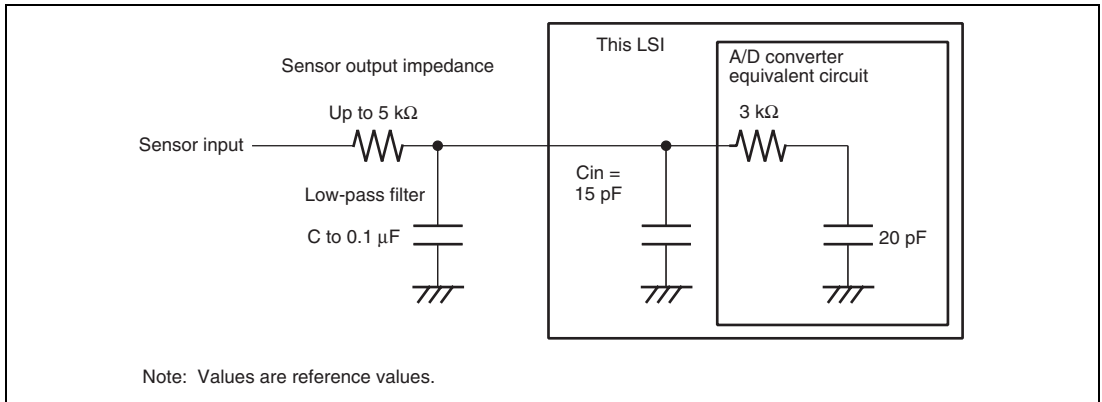 This LSI
A/D converter
equivalent circuit
Sensor output impedance
Up to 5 kΩ
3 kΩ
Sensor input
Cin =
15 pF
Low-pass filter
C to 0.1 μF
20 pF
Note: Values are reference values.